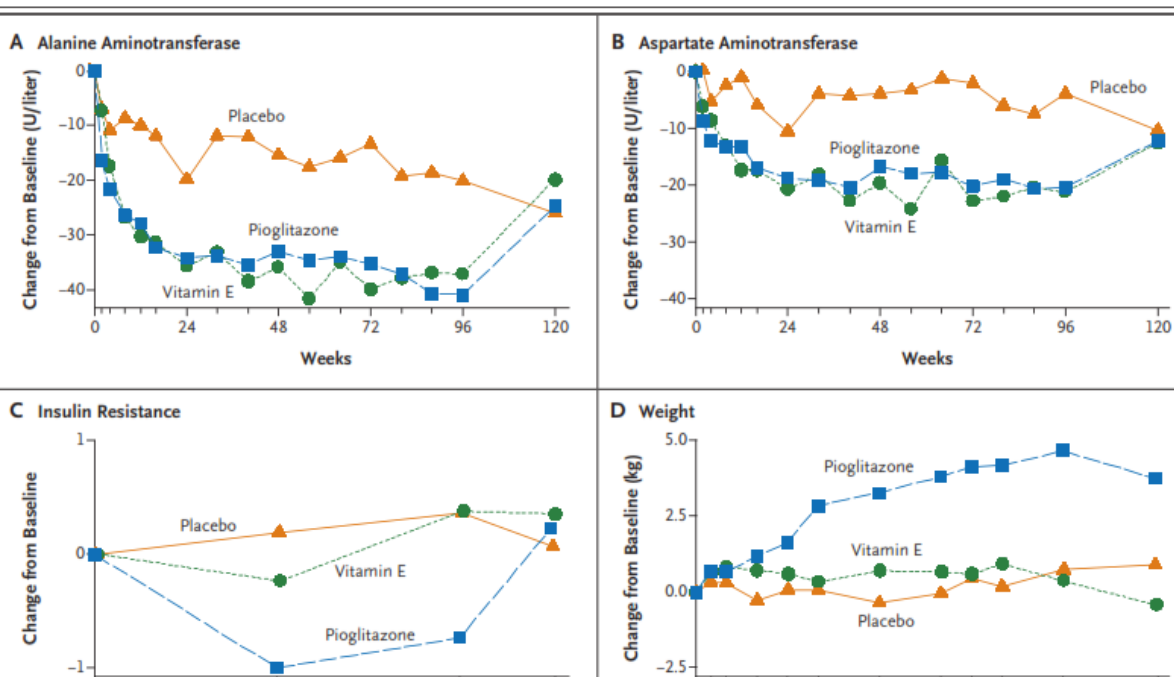 A Alanine Aminotransferase
Change from Baseline (U/liter)
0
−10
−20
−30
−40
Placebo
Pioglitazone
Vitamin E
0 24 48 72 96 120
Weeks
B Aspartate Aminotransferase
Change from Baseline (U/liter)
0
−10
−20
−30
−40
Placebo
Pioglitazone
Vitamin E
0 24 48 72 96 120
Weeks
C Insulin Resistance
Change from Baseline
1
0
−1
Placebo
Vitamin E
Pioglitazone
D Weight
Change from Baseline (kg)
5.0
2.5
0.0
−2.5
Pioglitazone
Vitamin E
Placebo